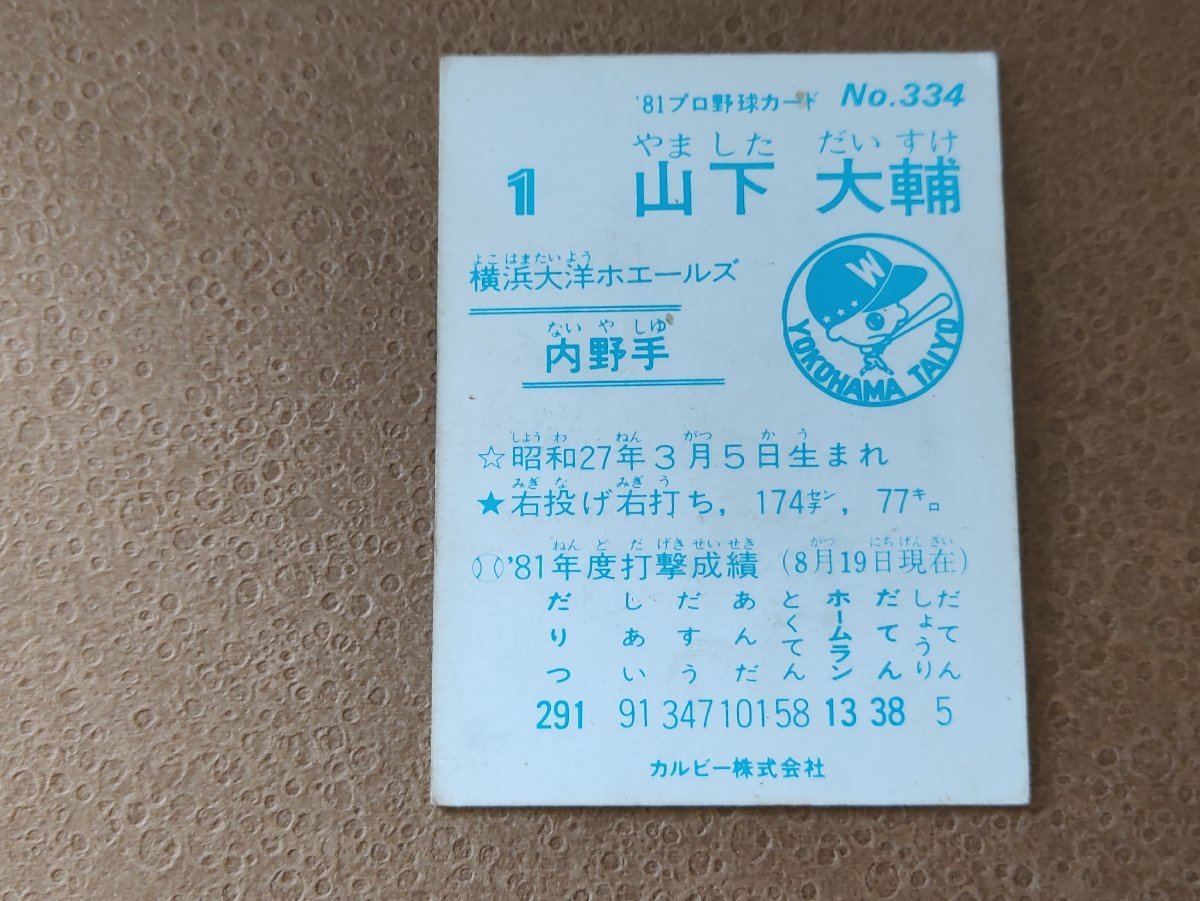 '81プロ野球カード No.334
やました だいすけ
1 山下 大輔
よこはまたいよう
横浜大洋ホエールズ
W
YOKOHAMA TAIYO
ないやしゆ
内野手
しようわ ねん がつ かう
☆昭和27年3月5日生まれ
みぎな みぎう
★右投げ右打ち, 174センチ, 77キロ
ねんどだげきせいせき がつ にちげんざい
'81年度打撃成績 (8月19日現在)
だりつ しあい だすう あんだ とくてん ホームラン だてん しょうりだてん
291 91 347 101 58 13 38 5
カルビー株式会社